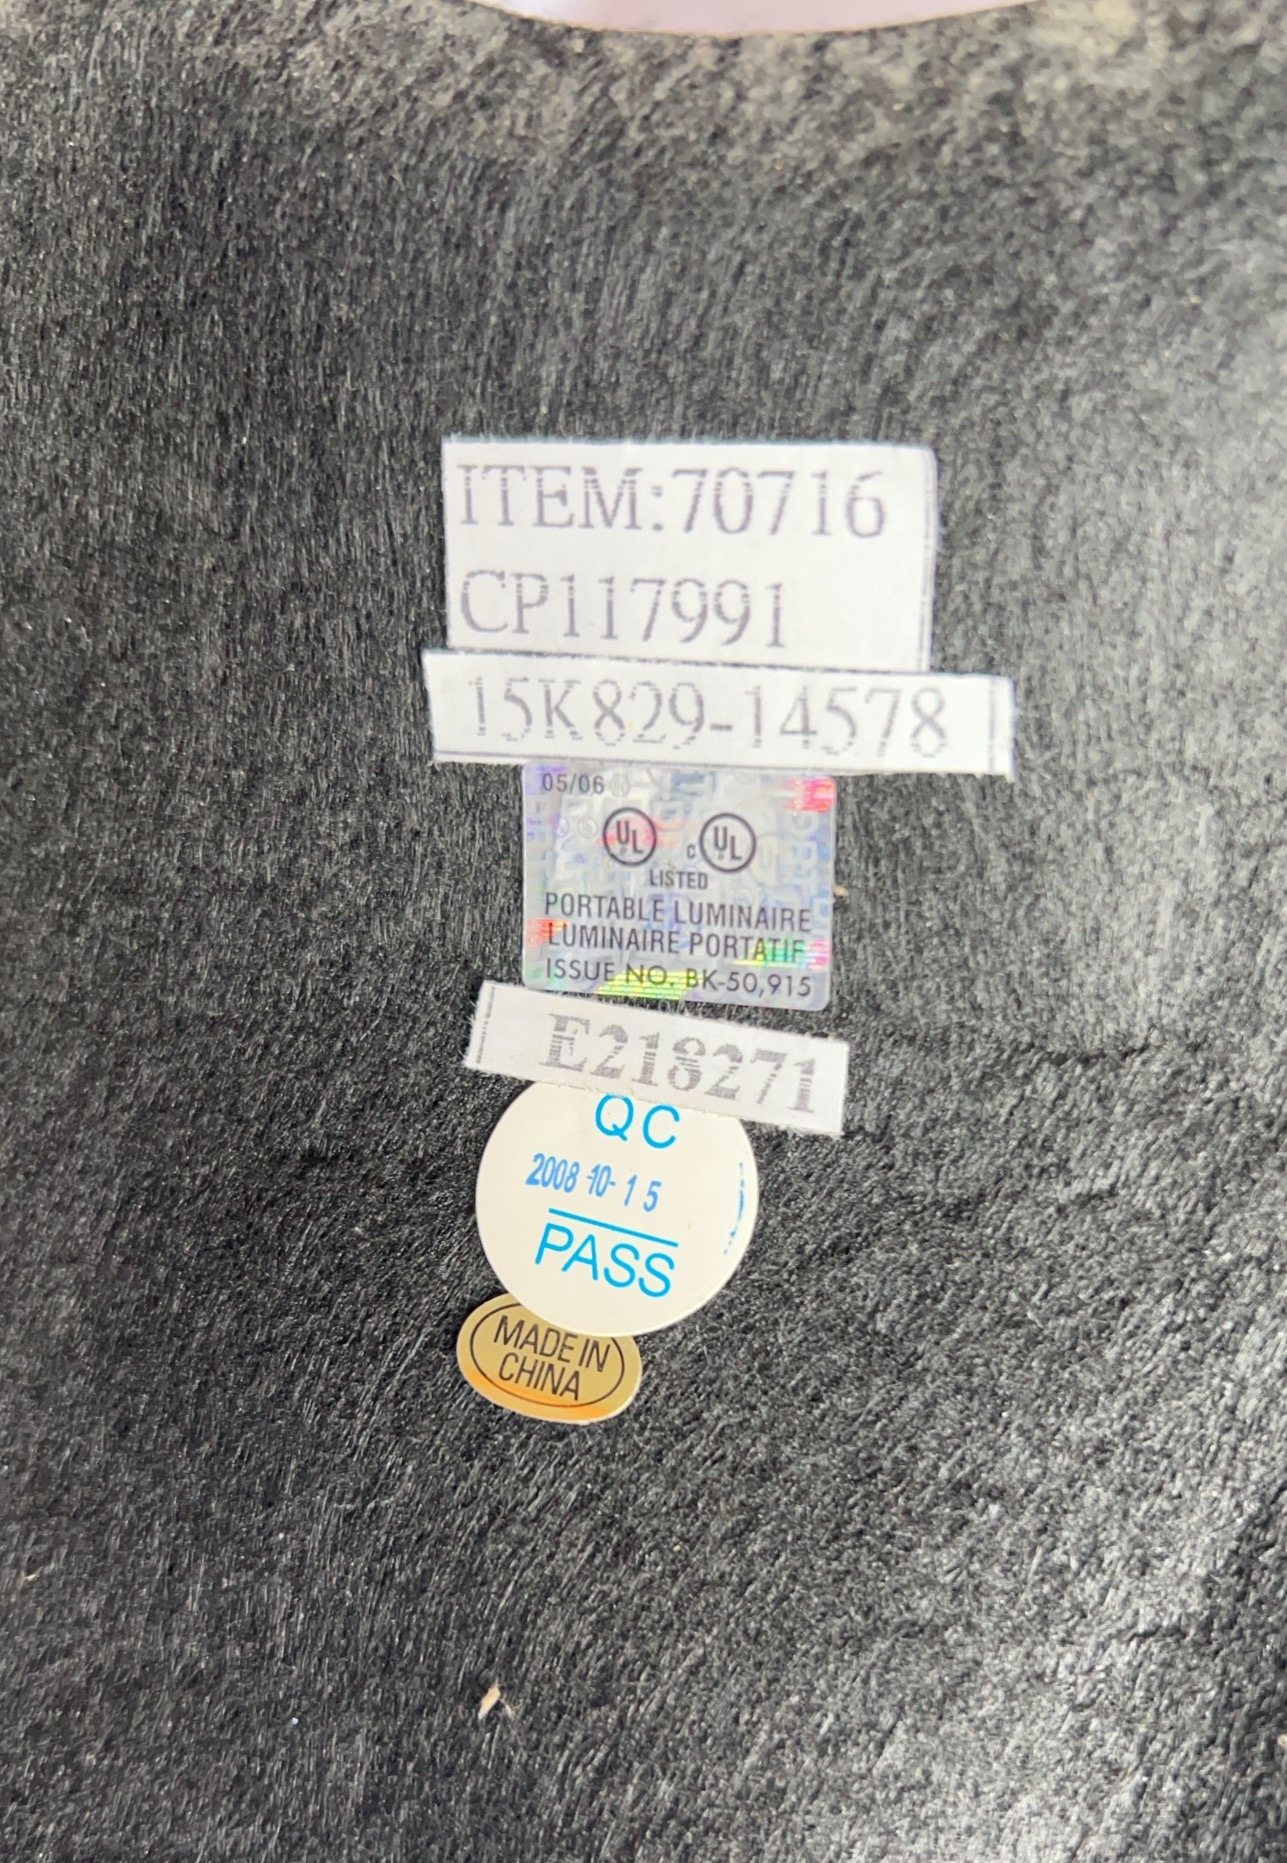 ITEM:70716
CP117991
15K829-14578
05/06
UL c UL
LISTED
PORTABLE LUMINAIRE
LUMINAIRE PORTATIF
ISSUE NO. BK-50,915
E218271
QC
2008-10-15
PASS
MADE IN
CHINA